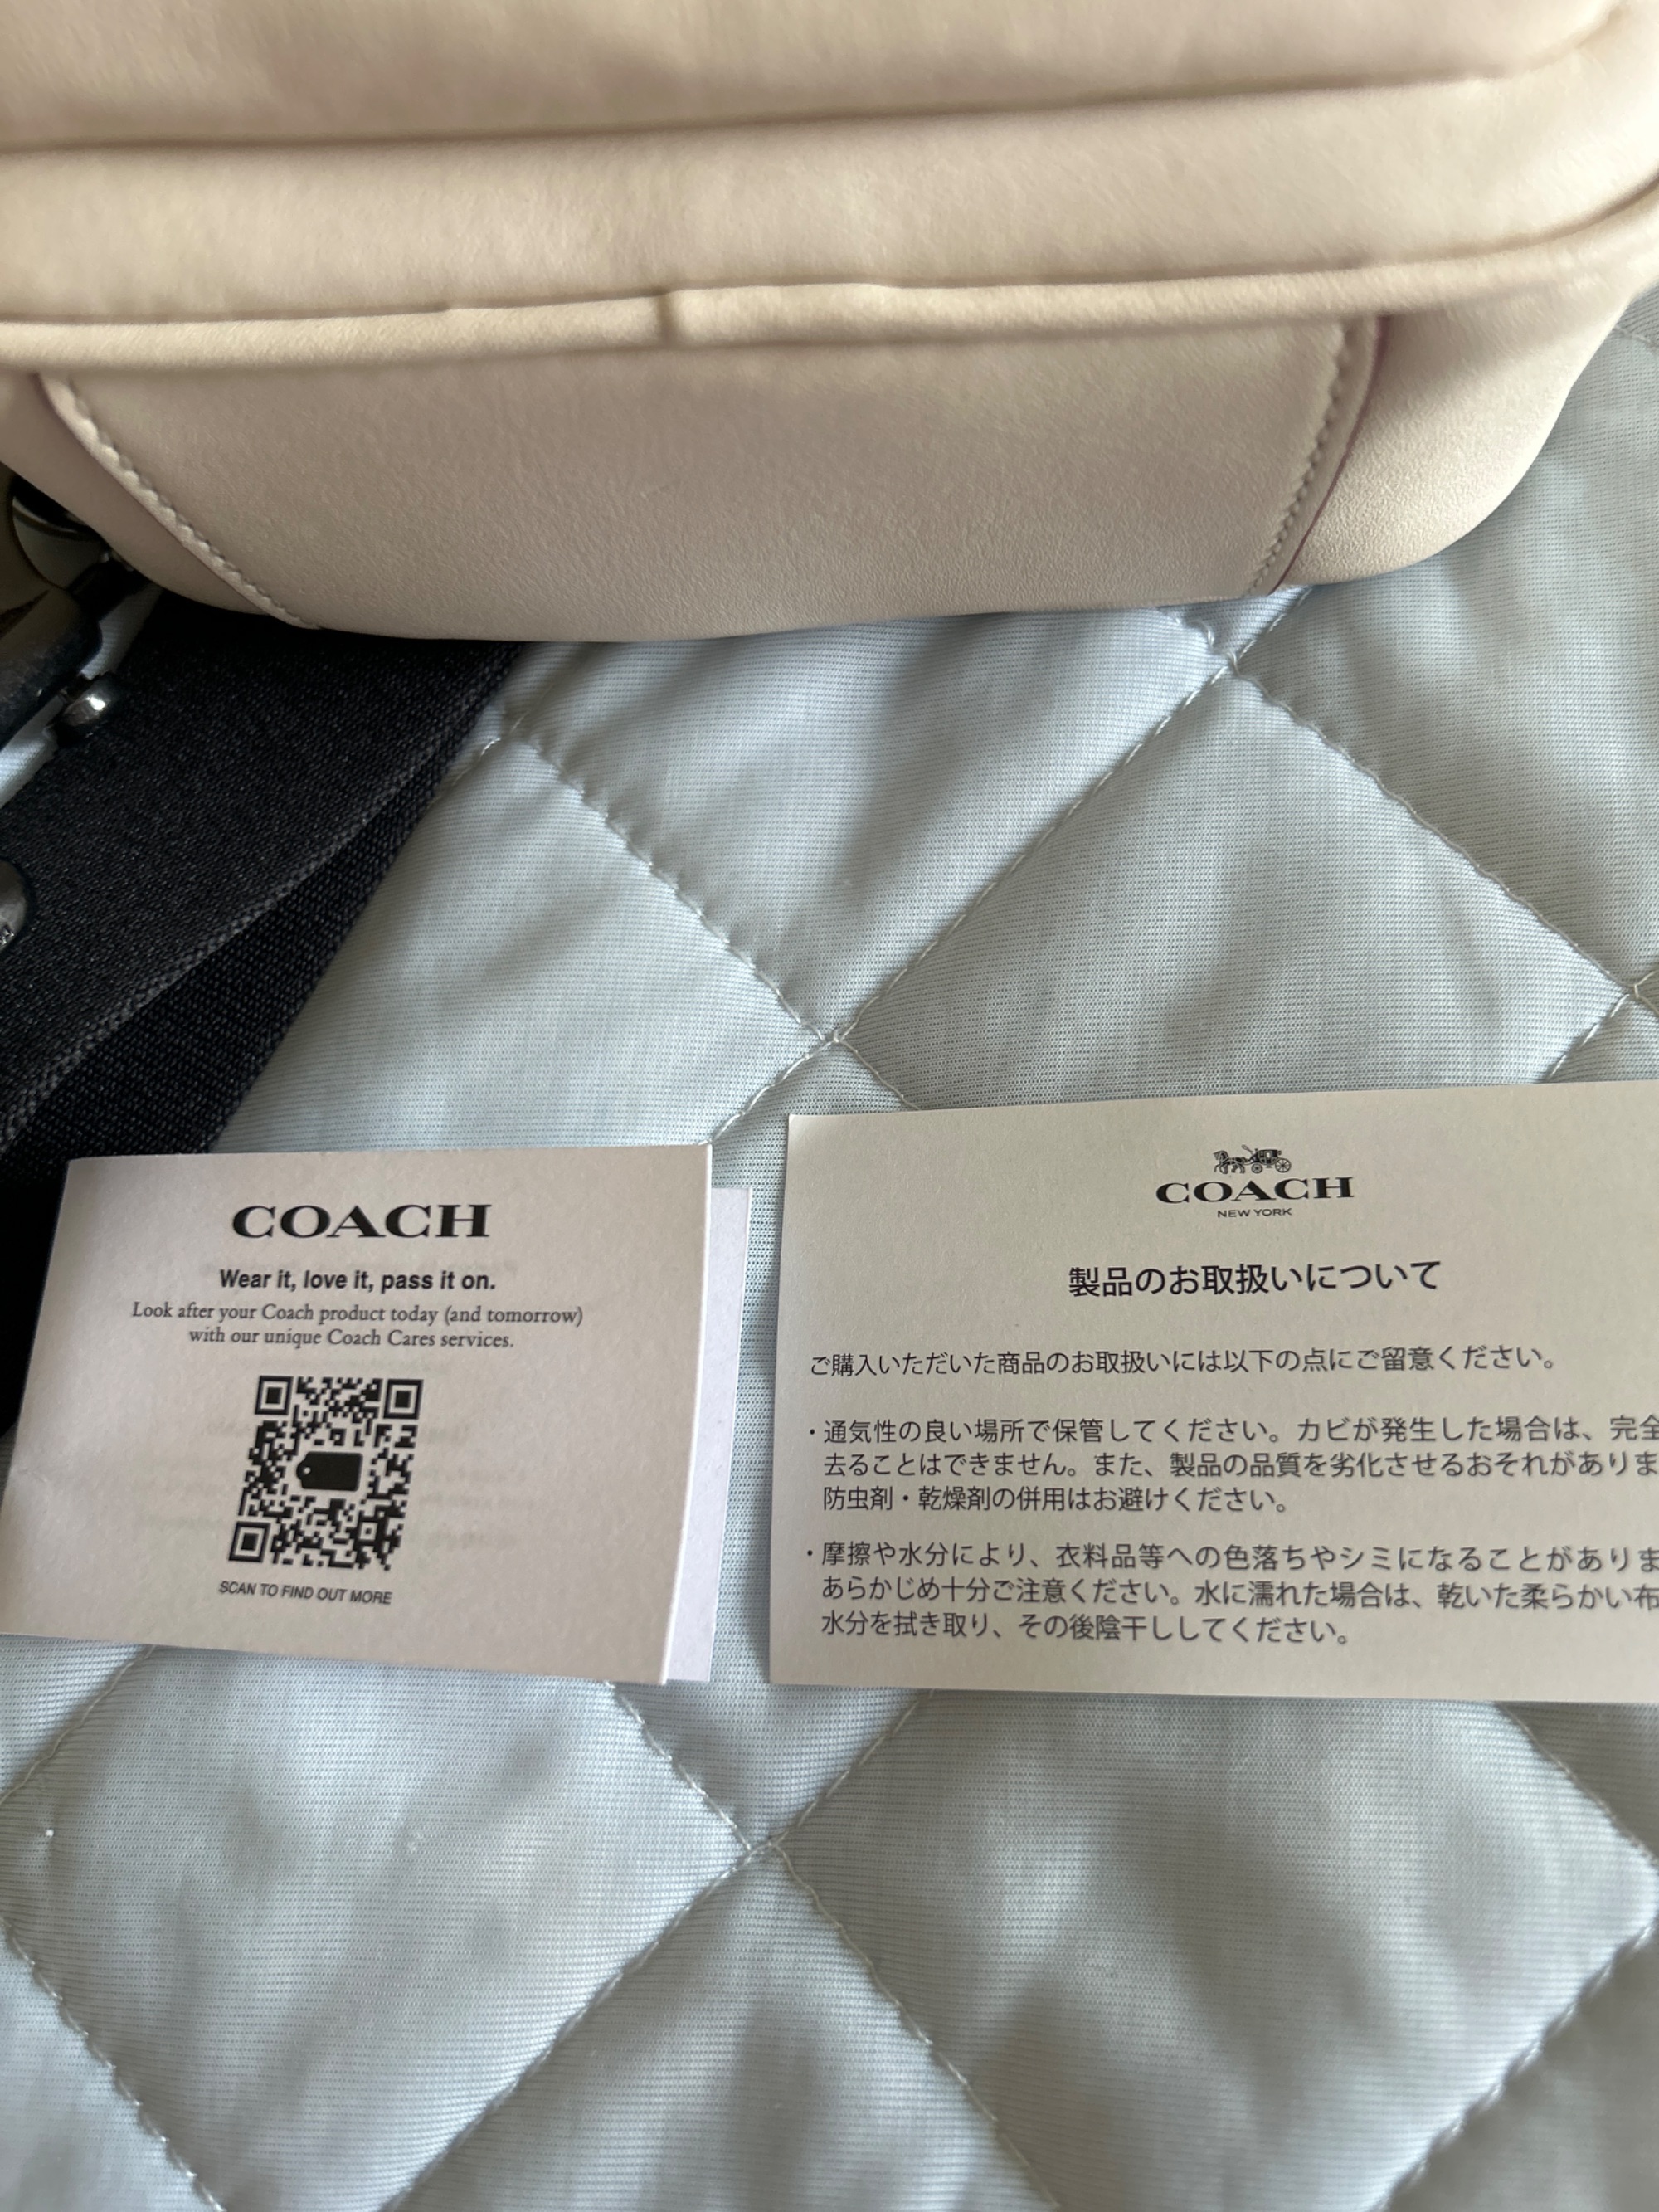 COACH
Wear it, love it, pass it on.
Look after your Coach product today (and tomorrow)
with our unique Coach Cares services.
SCAN TO FIND OUT MORE
COACH
NEW YORK
製品のお取扱いについて
ご購入いただいた商品のお取扱いには以下の点にご留意ください。
・通気性の良い場所で保管してください。カビが発生した場合は、完全
去ることはできません。また、製品の品質を劣化させるおそれがありま
防虫剤・乾燥剤の併用はお避けください。
・摩擦や水分により、衣料品等への色落ちやシミになることがありま
あらかじめ十分ご注意ください。水に濡れた場合は、乾いた柔らかい布
水分を拭き取り、その後陰干ししてください。